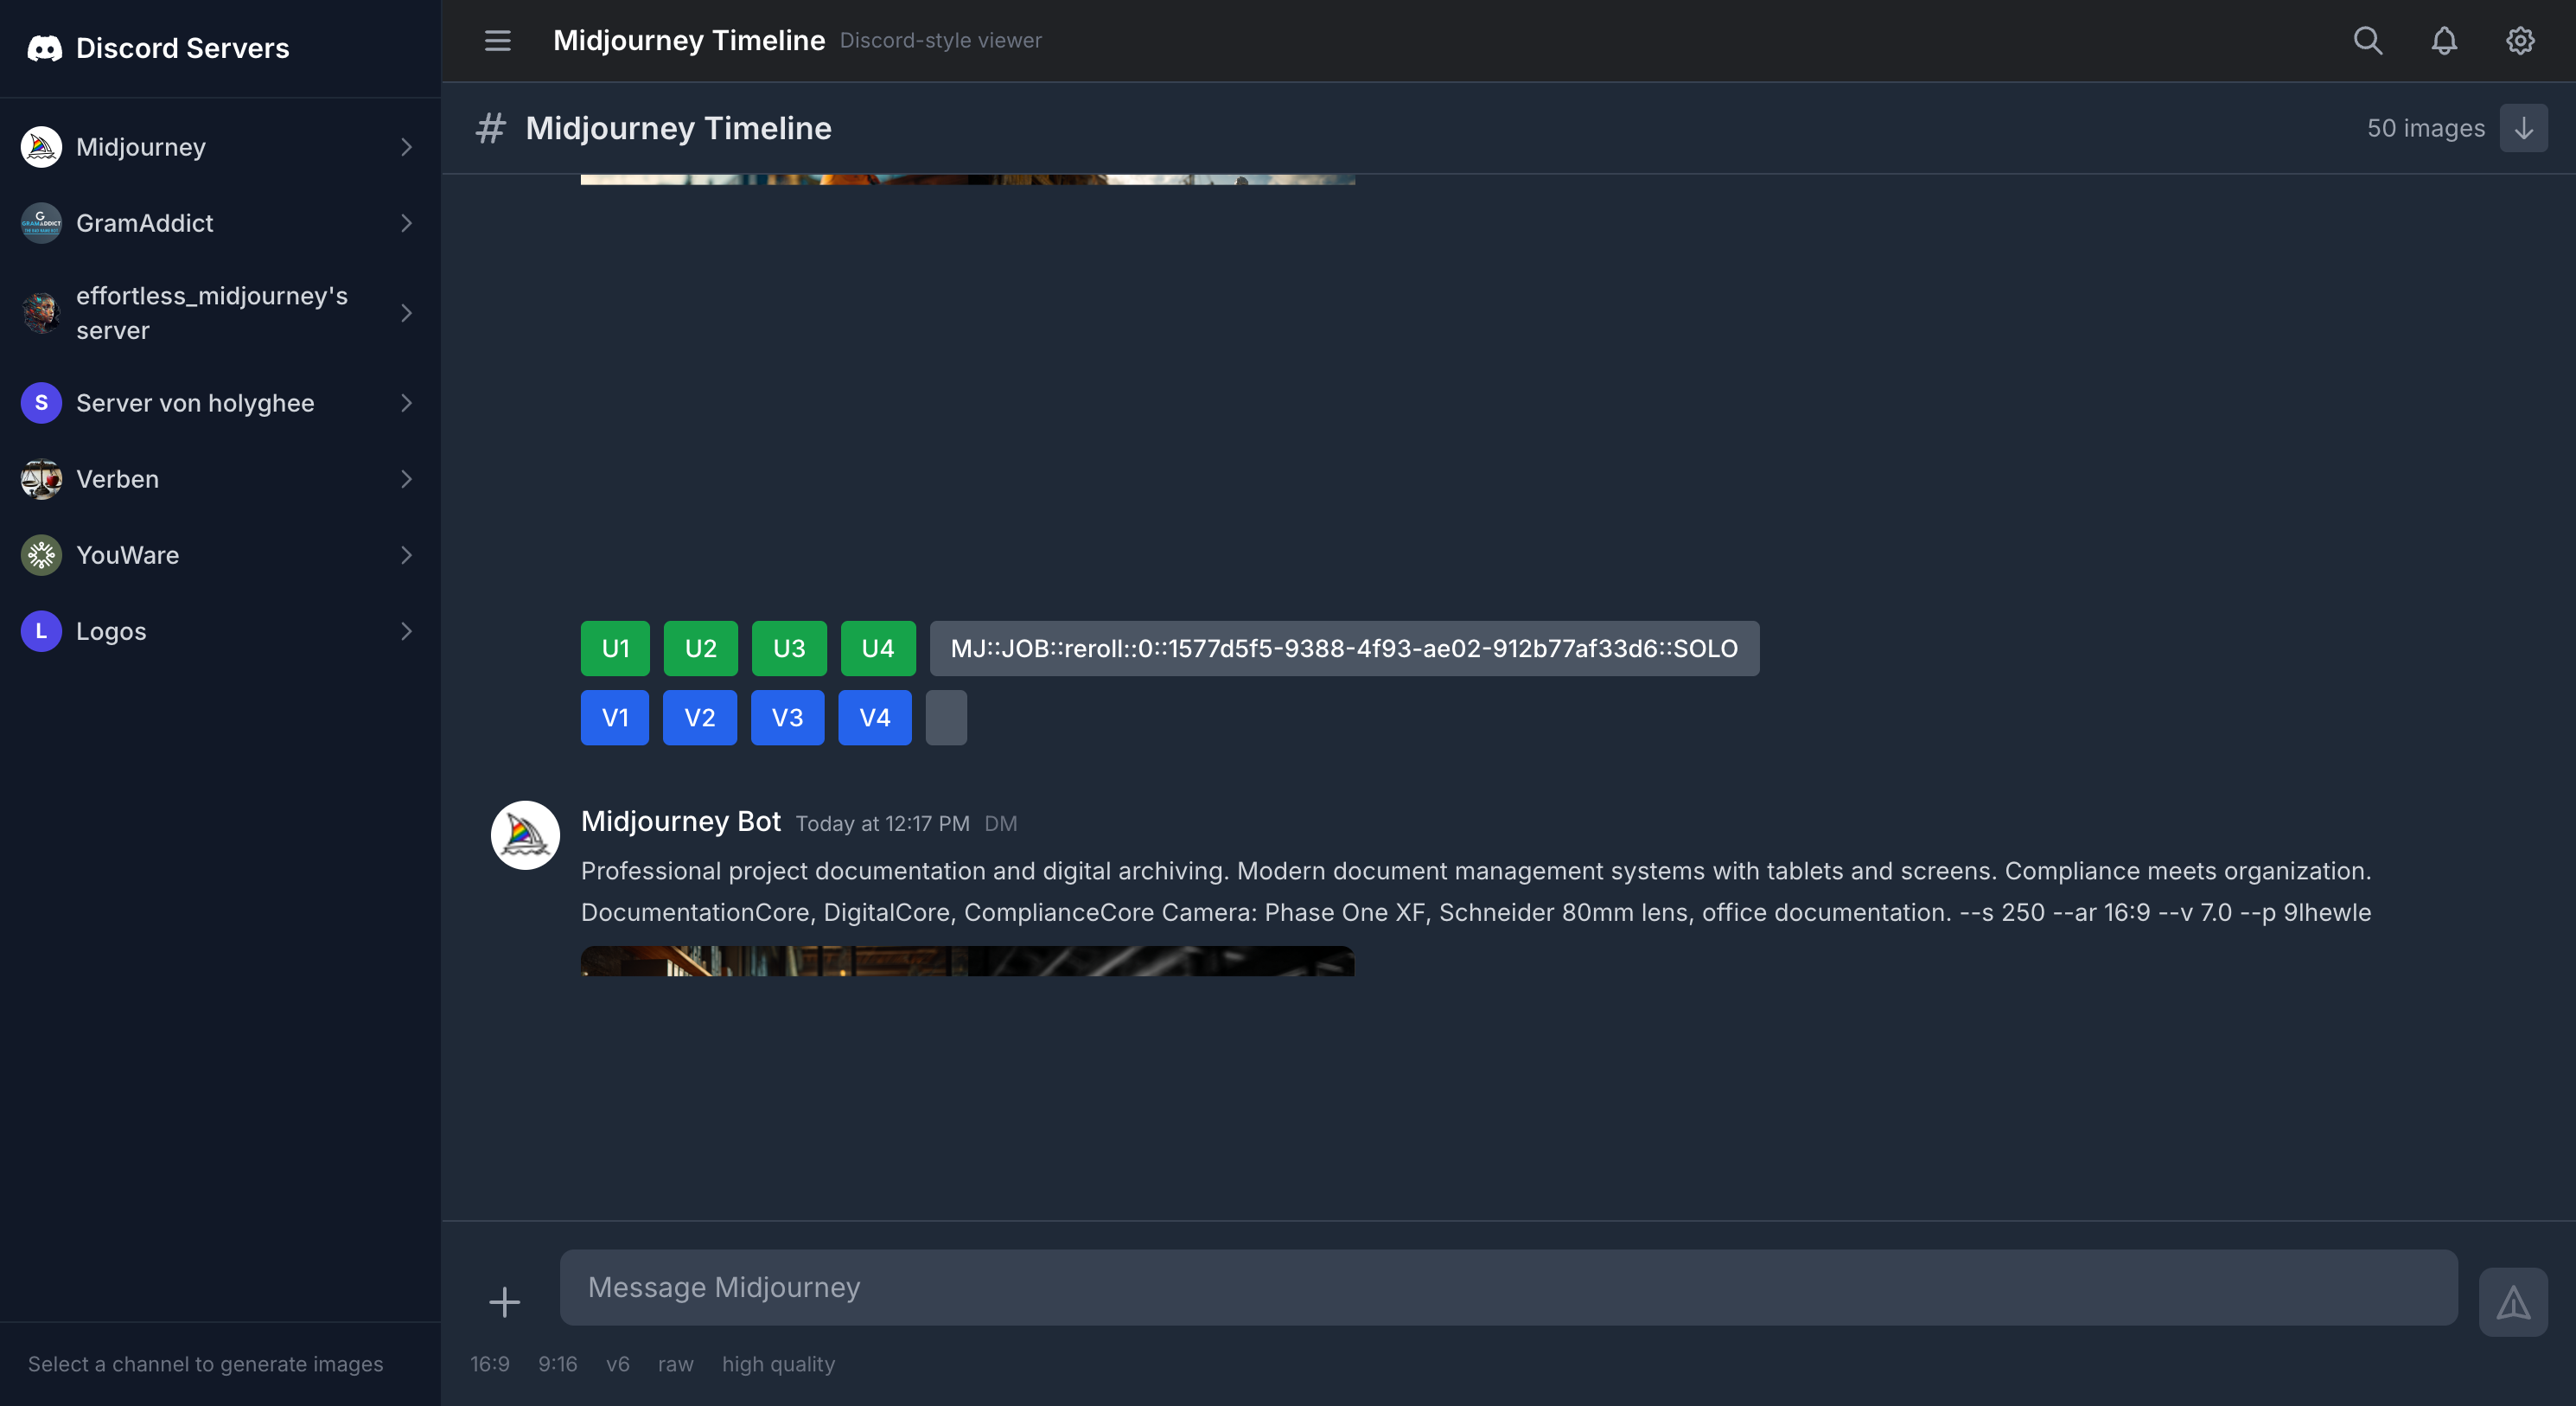 Discord Servers
Midjourney Timeline Discord-style viewer
Midjourney
GramAddict
effortless_midjourney's
server
S Server von holyghee
Verben
YouWare
L Logos
Select a channel to generate images
# Midjourney Timeline
50 images
U1 U2 U3 U4 MJ::JOB::reroll::0::1577d5f5-9388-4f93-ae02-912b77af33d6::SOLO
V1 V2 V3 V4
Midjourney Bot Today at 12:17 PM DM
Professional project documentation and digital archiving. Modern document management systems with tablets and screens. Compliance meets organization.
DocumentationCore, DigitalCore, ComplianceCore Camera: Phase One XF, Schneider 80mm lens, office documentation. --s 250 --ar 16:9 --v 7.0 --p 9lhewle
Message Midjourney
16:9 9:16 v6 raw high quality